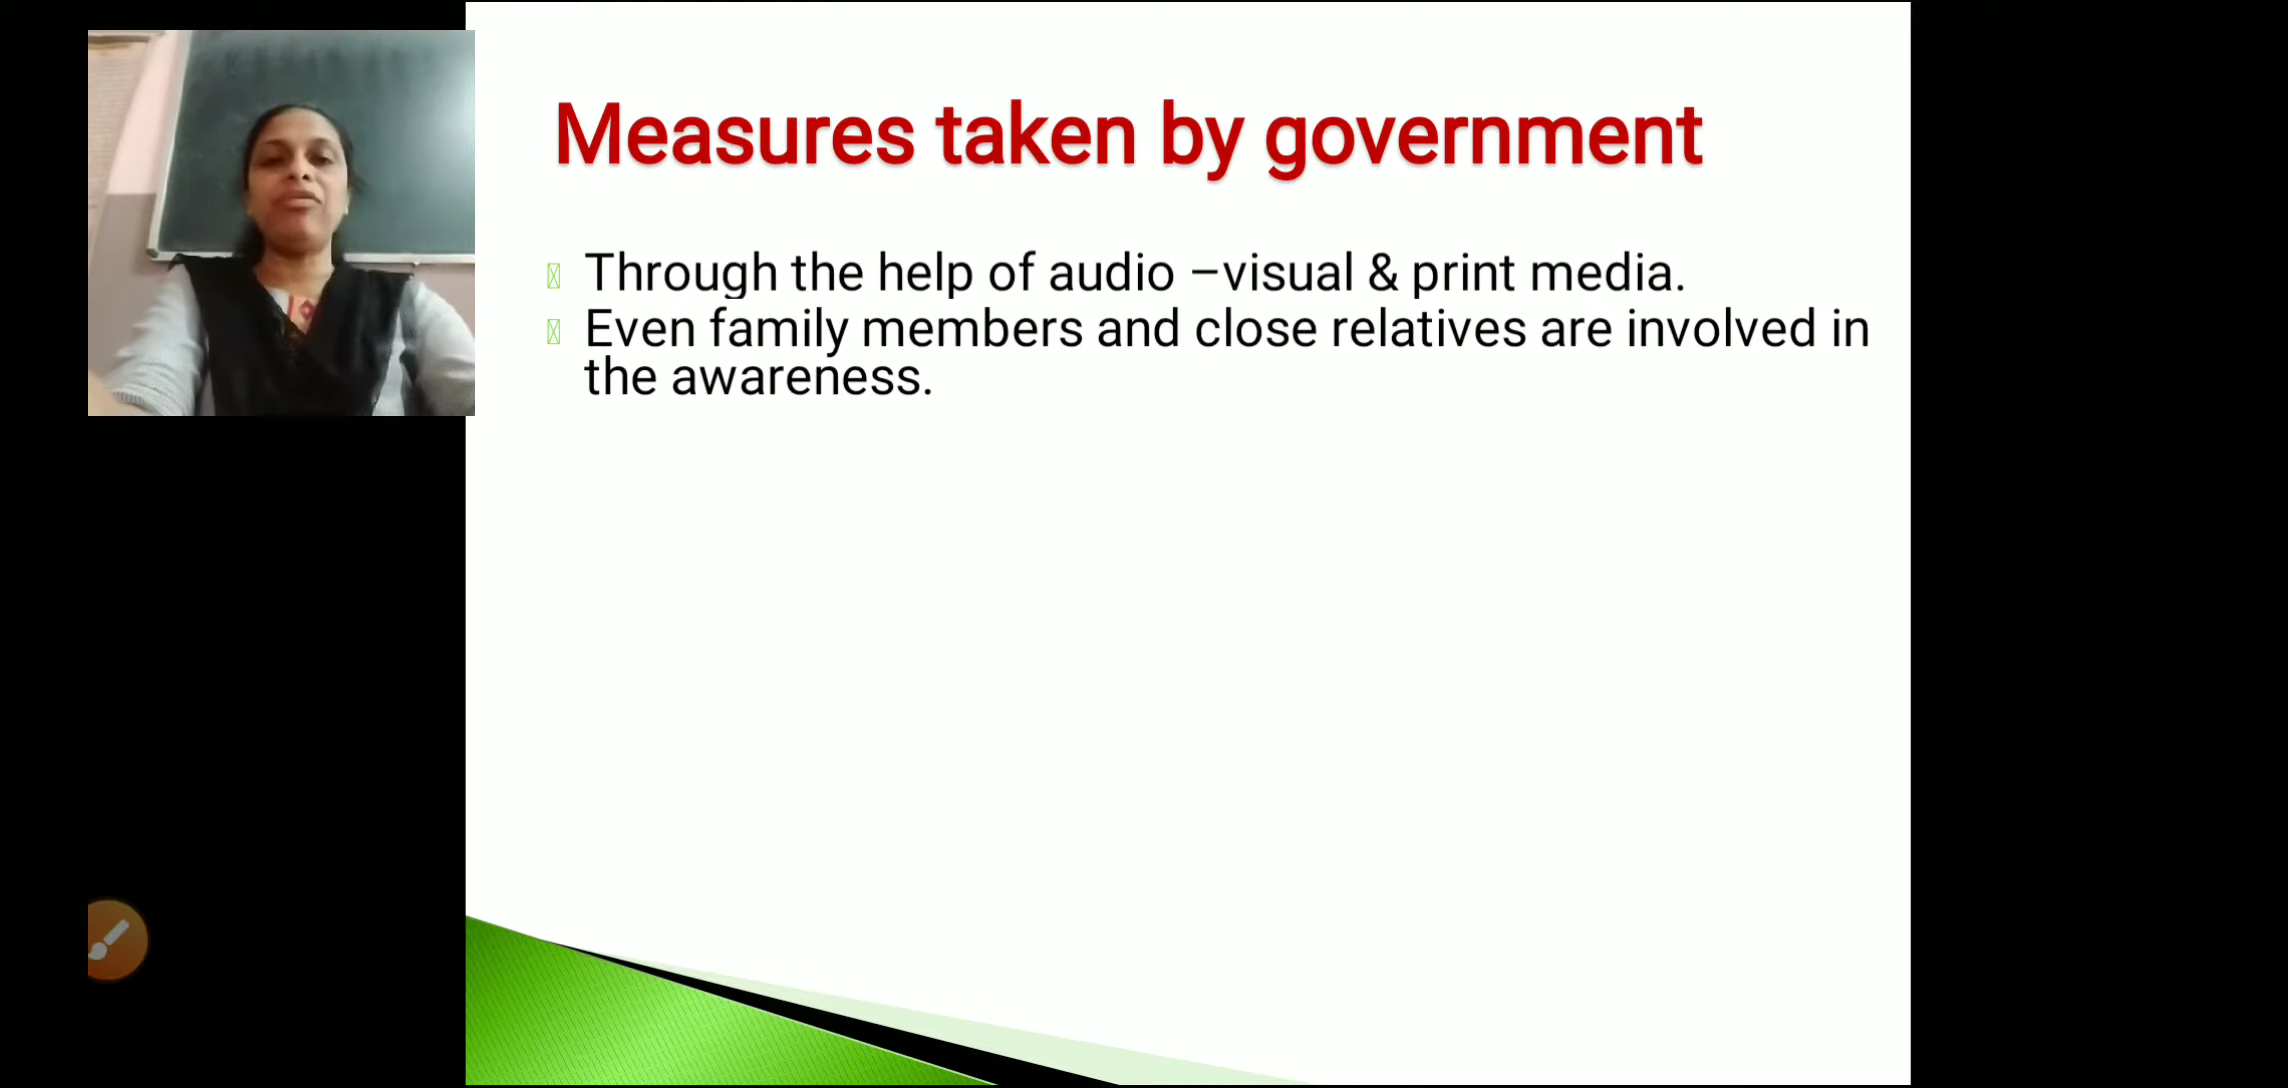 Measures taken by government
Through the help of audio –visual & print media.
Even family members and close relatives are involved in
the awareness.